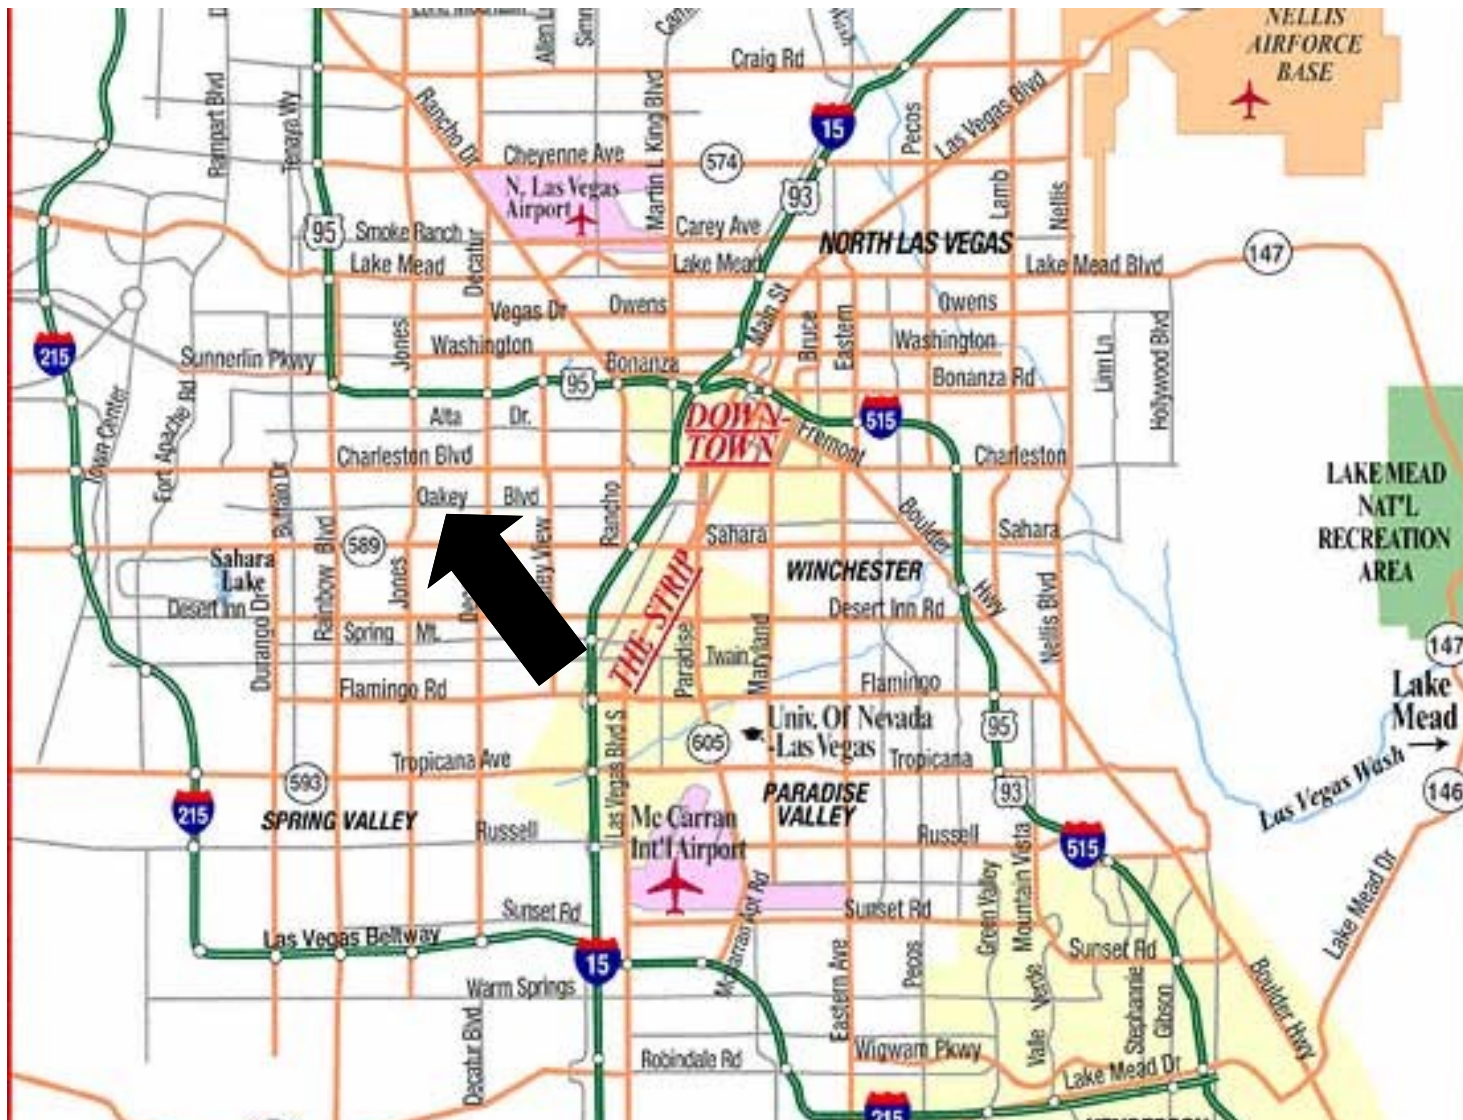 NELLIS
AIRFORCE
BASE
Craig Rd
Rampart Blvd
Tenaya Wy
Rancho Dr
Martin L King Blvd
15
Pecos
Las Vegas Blvd
Cheyenne Ave
574
N. Las Vegas
Airport
93
Lamb
Nellis
95
Smoke Ranch
Decatur
Carey Ave
NORTH LAS VEGAS
Lake Mead
Lake Mead
Lake Mead Blvd
147
Vegas Dr
Owens
Main St
Owens
215
Jones
Washington
Bruce
Eastern
Washington
Linn Ln
Hollywood Blvd
Sunnerlin Pkwy
Bonanza
95
Bonanza Rd
Town Center
Fort Apache Rd
Alta Dr.
DOWN-
TOWN
515
Fremont
Charleston Blvd
Charleston
LAKE MEAD
NAT'L
RECREATION
AREA
Buffalo Dr
Oakey Blvd
Rancho
Boulder
Hwy
Rainbow Blvd
589
Sahara
Sahara
Sahara
Lake
Jones
THE STRIP
WINCHESTER
Desert Inn
Desert Inn Rd
Durango Dr
Spring Mt.
Paradise
Twain
Maryland
Nellis Blvd
147
Flamingo Rd
Flamingo
Lake
Mead
Univ. Of Nevada
-Las Vegas
605
95
Las Vegas Blvd S
Tropicana Ave
Tropicana
Las Vegas Wash
593
93
146
215
SPRING VALLEY
Russell
Mc Carran
Int'l Airport
PARADISE
VALLEY
Russell
515
Mountain Vista
Green Valley
Lake Mead Dr
Sunset Rd
Mc Carran Apt Rd
Sunset Rd
Las Vegas Beltway
15
Sunset Rd
Eastern Ave
Pecos
Valle Verde
Stephannie
Gibson
Boulder Hwy
Warm Springs
Decatur Blvd
Robindale Rd
Wigwam Pkwy
Lake Mead Dr
215